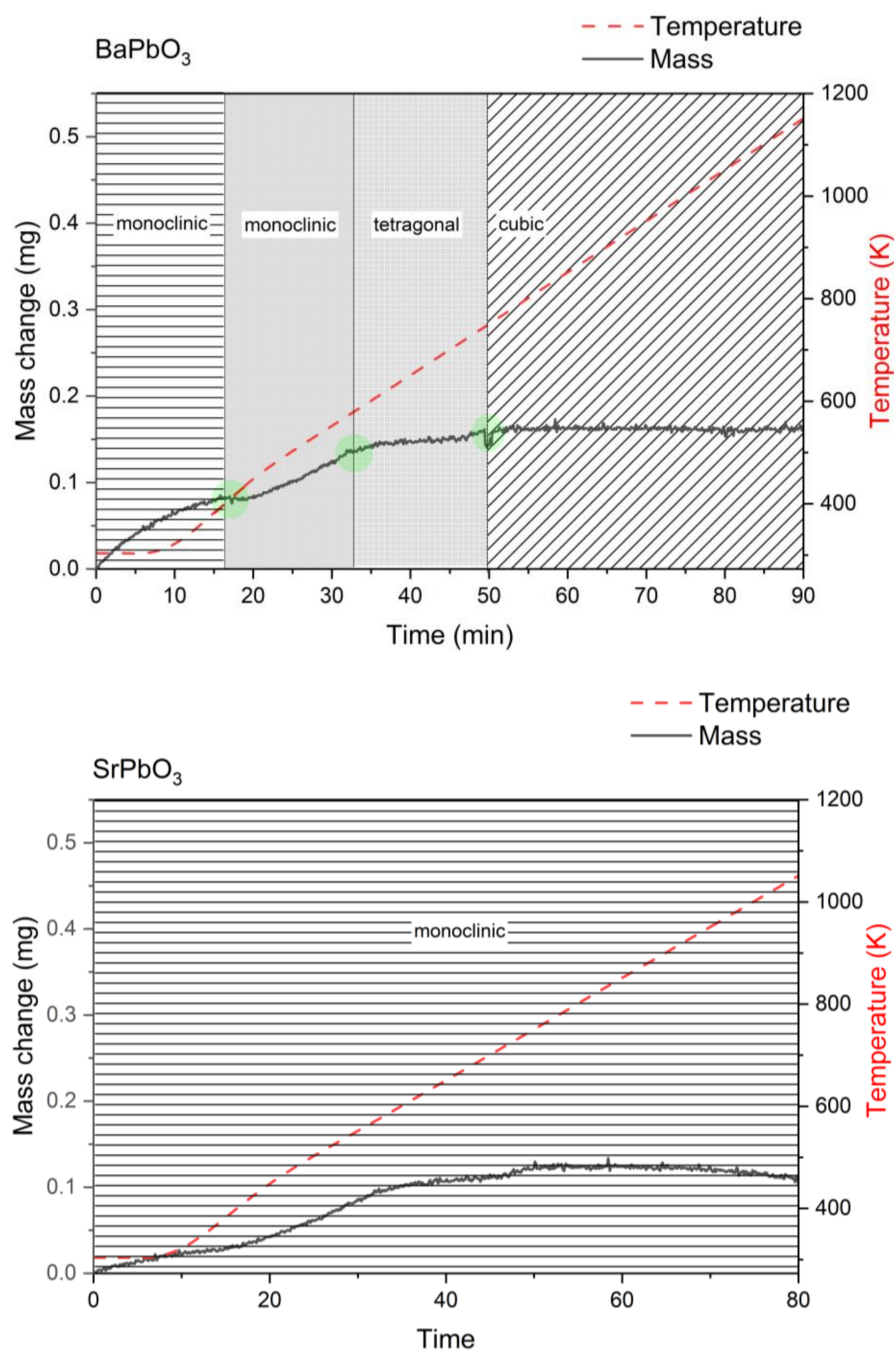 Temperature
Mass
BaPbO₃
0.5
0.4
0.3
0.2
0.1
0.0
Mass change (mg)
monoclinic
monoclinic
tetragonal
cubic
1200
1000
800
600
400
Temperature (K)
0 10 20 30 40 50 60 70 80 90
Time (min)
Temperature
Mass
SrPbO₃
0.5
0.4
0.3
0.2
0.1
0.0
Mass change (mg)
monoclinic
1200
1000
800
600
400
Temperature (K)
0 20 40 60 80
Time